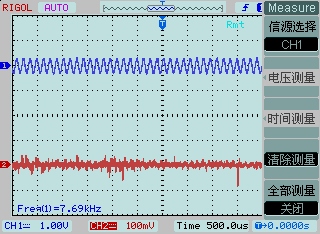 RIGOL AUTO
Measure
Rmt
信源选择
CH1
电压测量
时间测量
清除测量
全部测量
关闭
Freq(1)=7.69kHz
CH1 1.00V CH2 100mV Time 500.0us 0.0000s